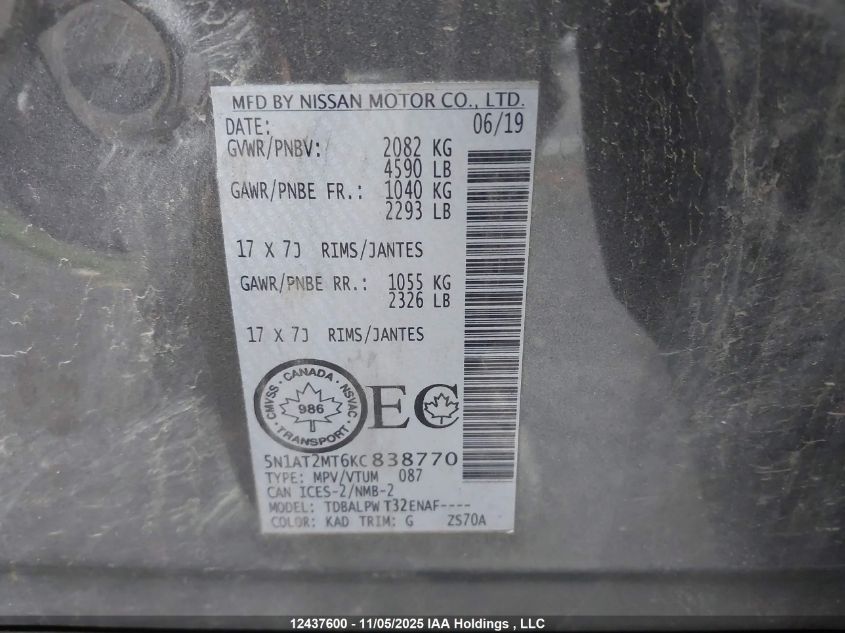 MFD BY NISSAN MOTOR CO., LTD.
DATE: 06/19
GVWR/PNBV: 2082 KG
4590 LB
GAWR/PNBE FR.: 1040 KG
2293 LB
17 X 7J RIMS/JANTES
GAWR/PNBE RR.: 1055 KG
2326 LB
17 X 7J RIMS/JANTES
CMVSS · CANADA · NSVAC
986
TRANSPORT
EC
5N1AT2MT6KC838770
TYPE: MPV/VTUM 087
CAN ICES-2/NMB-2
MODEL: TDBALPW T32ENAF----
COLOR: KAD TRIM: G ZS70A
12437600 - 11/05/2025 IAA Holdings , LLC